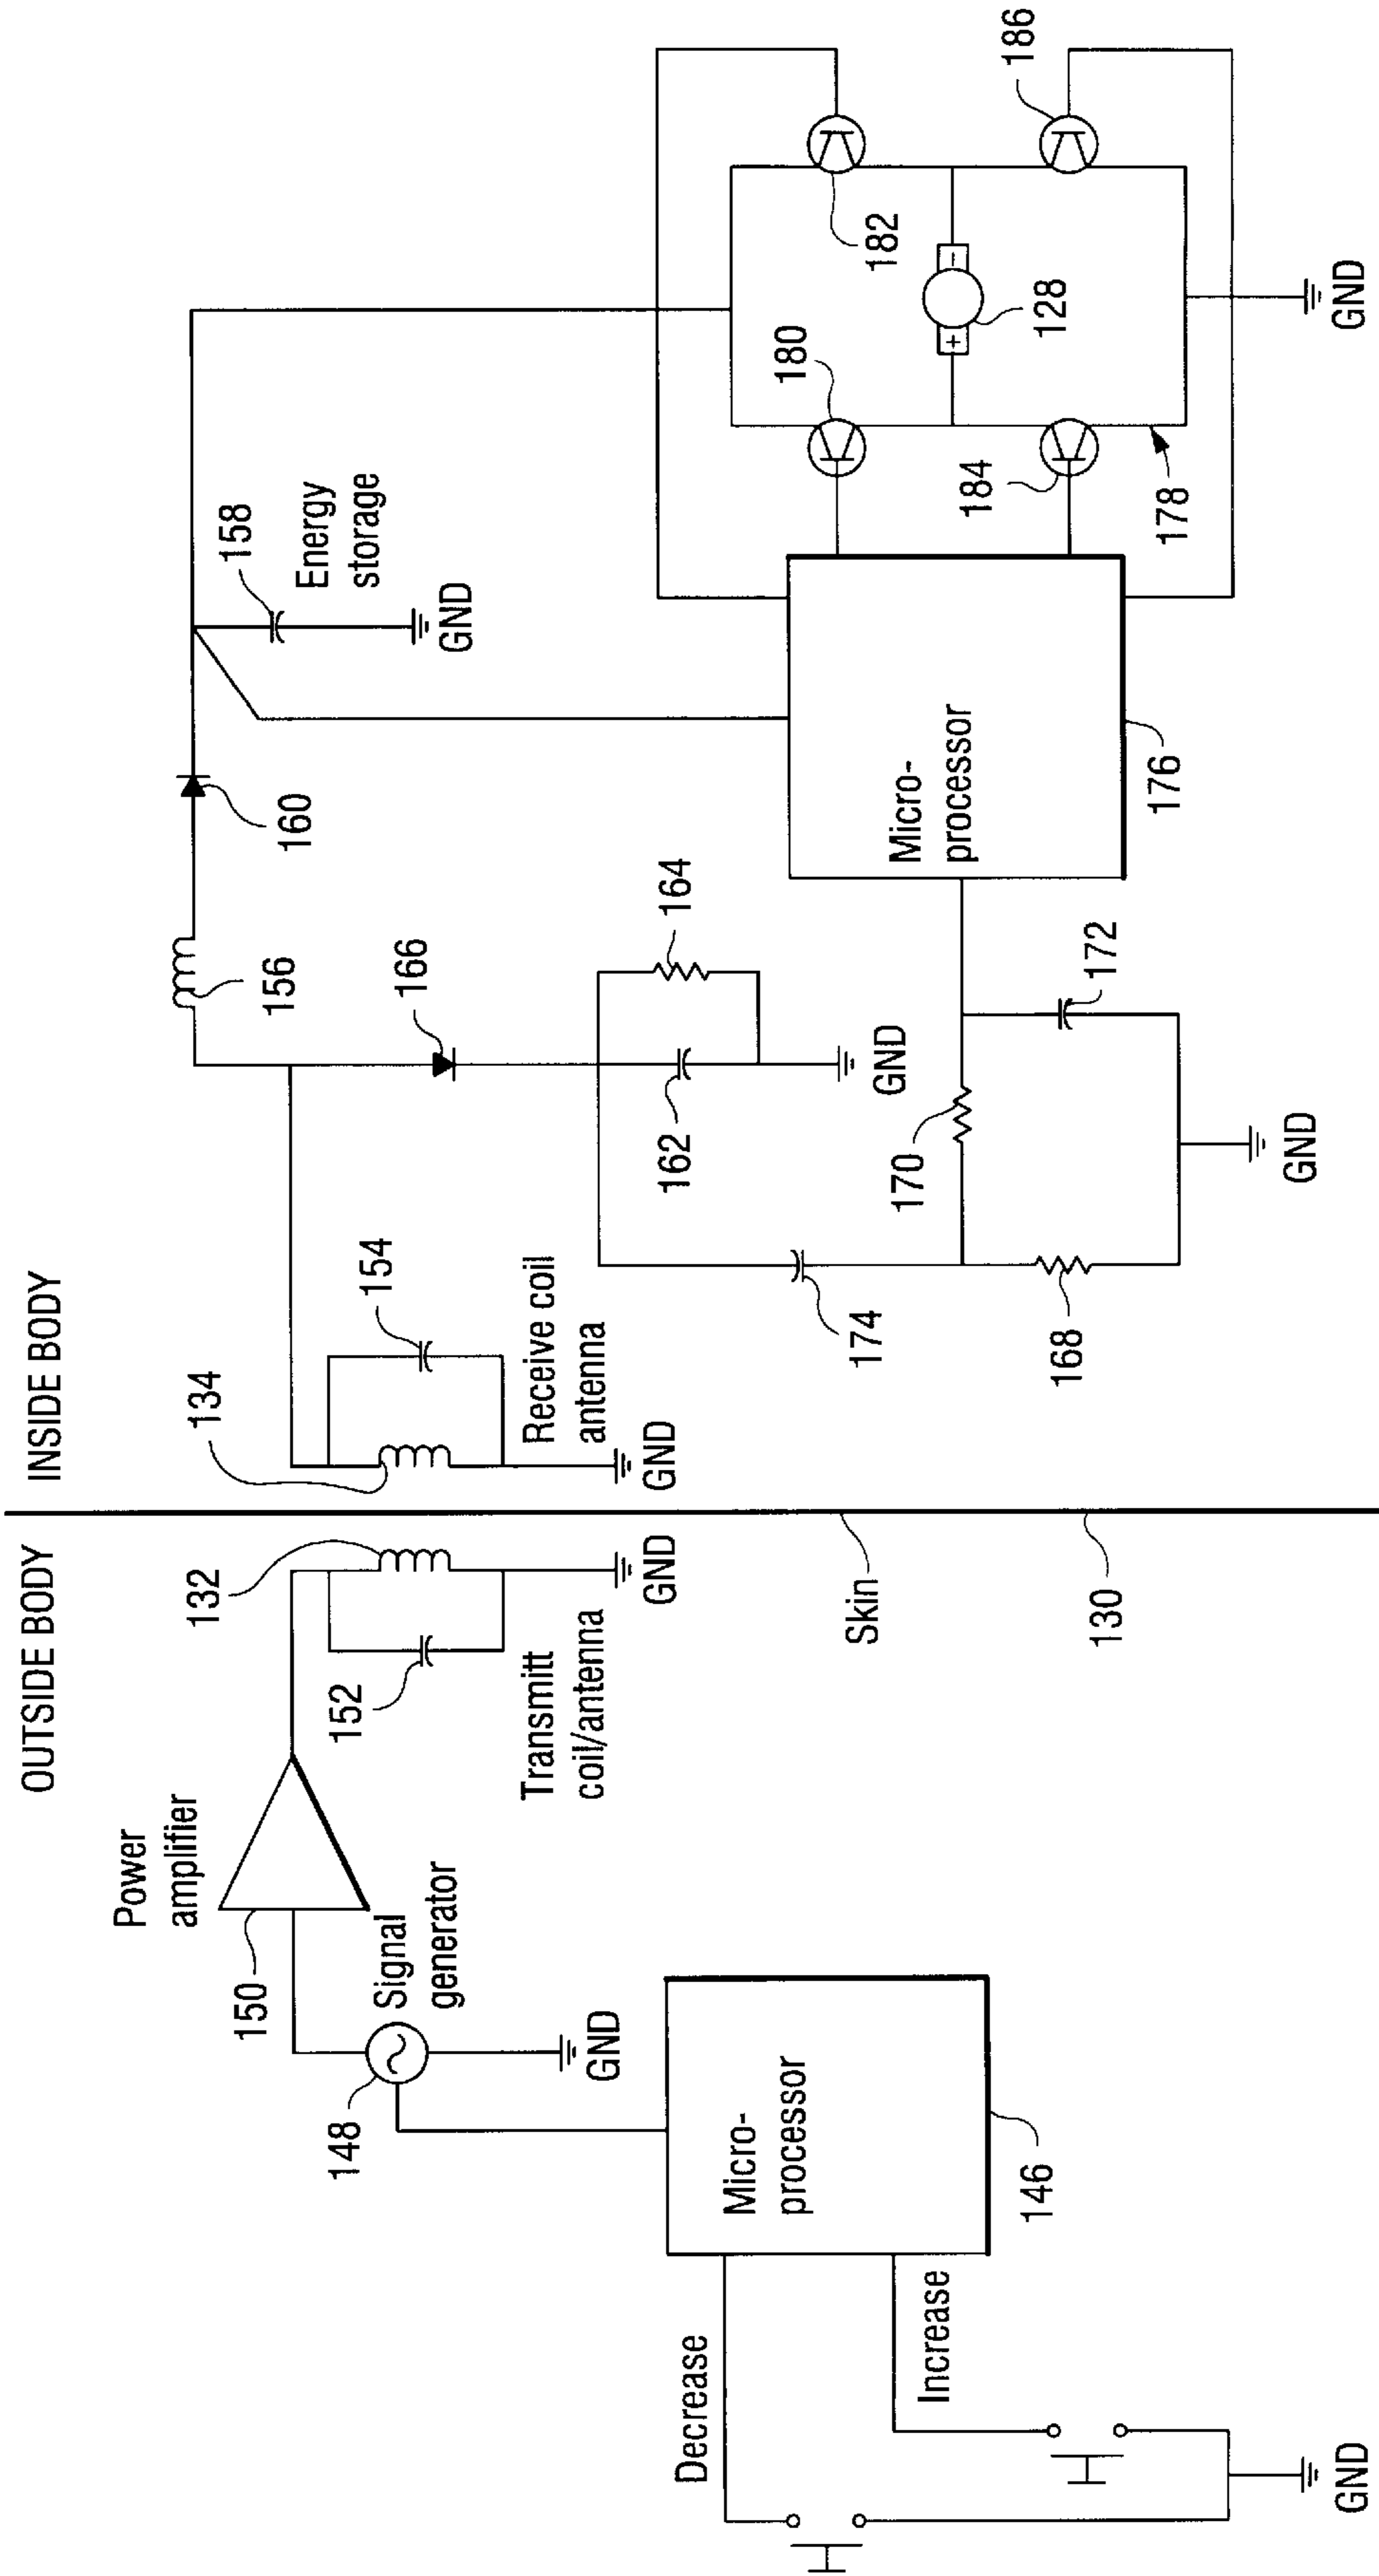 OUTSIDE BODY
INSIDE BODY
Power
amplifier
150
Signal
generator
148
GND
Micro-
processor
146
Decrease
Increase
GND
132
152
Transmitt
coil/antenna
GND
Skin
130
134
154
Receive coil
antenna
GND
156
160
158
Energy
storage
GND
166
164
162
GND
174
170
172
168
GND
Micro-
processor
176
180
182
184
186
+
-
128
178
GND